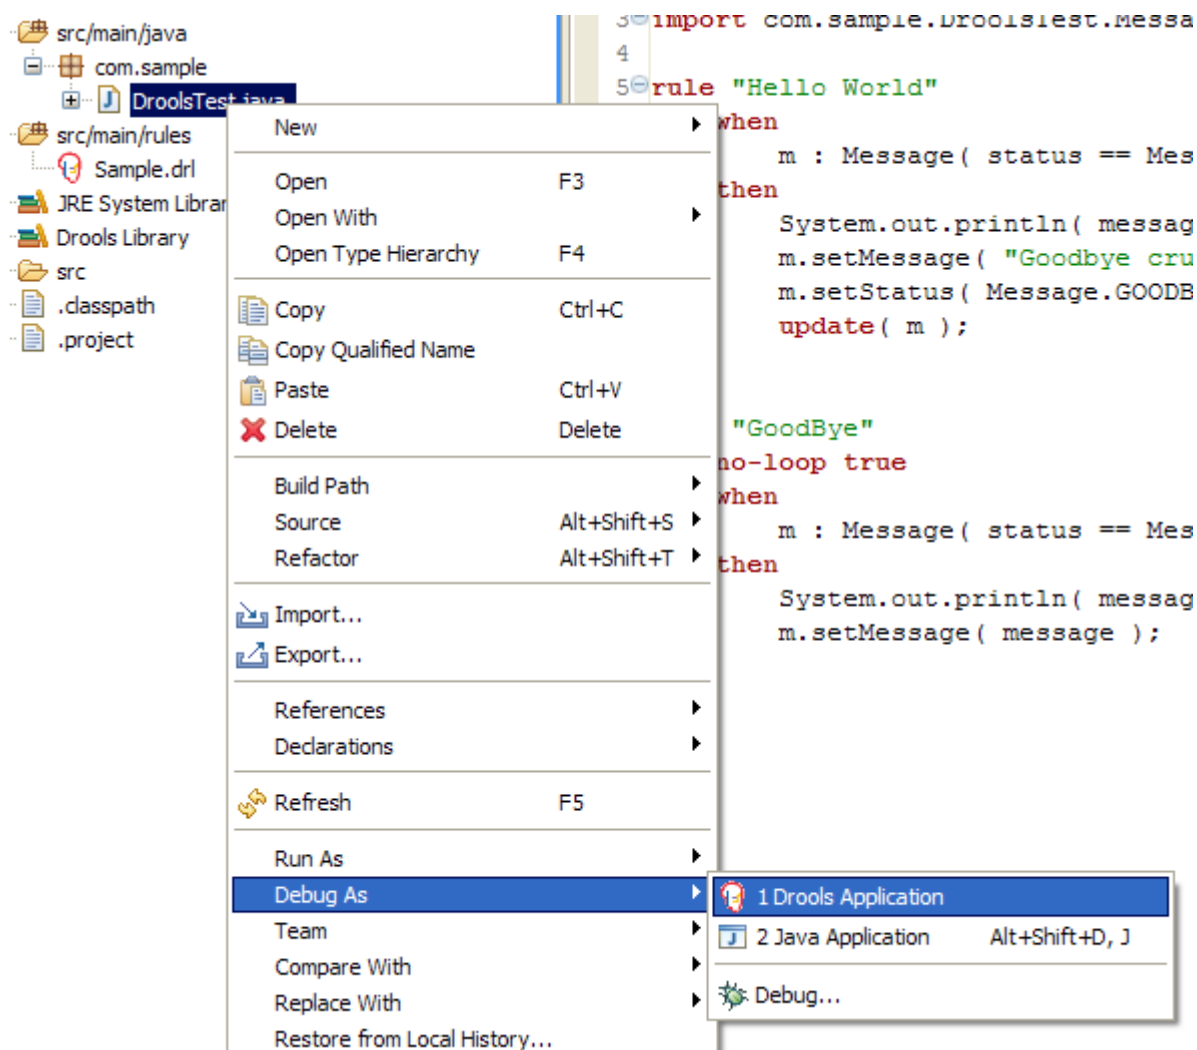 src/main/java
com.sample
DroolsTest.java
src/main/rules
Sample.drl
JRE System Librar
Drools Library
src
.classpath
.project
3 import com.sample.DroolsTest.Messa
4
5 rule "Hello World"
when
m : Message( status == Mes
then
System.out.println( messag
m.setMessage( "Goodbye cru
m.setStatus( Message.GOODB
update( m );
"GoodBye"
no-loop true
when
m : Message( status == Mes
then
System.out.println( messag
m.setMessage( message );
New
Open F3
Open With
Open Type Hierarchy F4
Copy Ctrl+C
Copy Qualified Name
Paste Ctrl+V
Delete Delete
Build Path
Source Alt+Shift+S
Refactor Alt+Shift+T
Import...
Export...
References
Declarations
Refresh F5
Run As
Debug As
Team
Compare With
Replace With
Restore from Local History...
1 Drools Application
2 Java Application Alt+Shift+D, J
Debug...